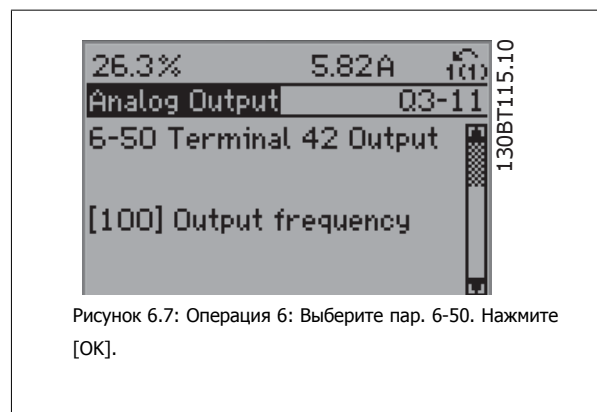 26.3% 5.82A 1(1)
Analog Output Q3-11
6-50 Terminal 42 Output
[100] Output frequency
130BT115.10
Рисунок 6.7: Операция 6: Выберите пар. 6-50. Нажмите
[OK].